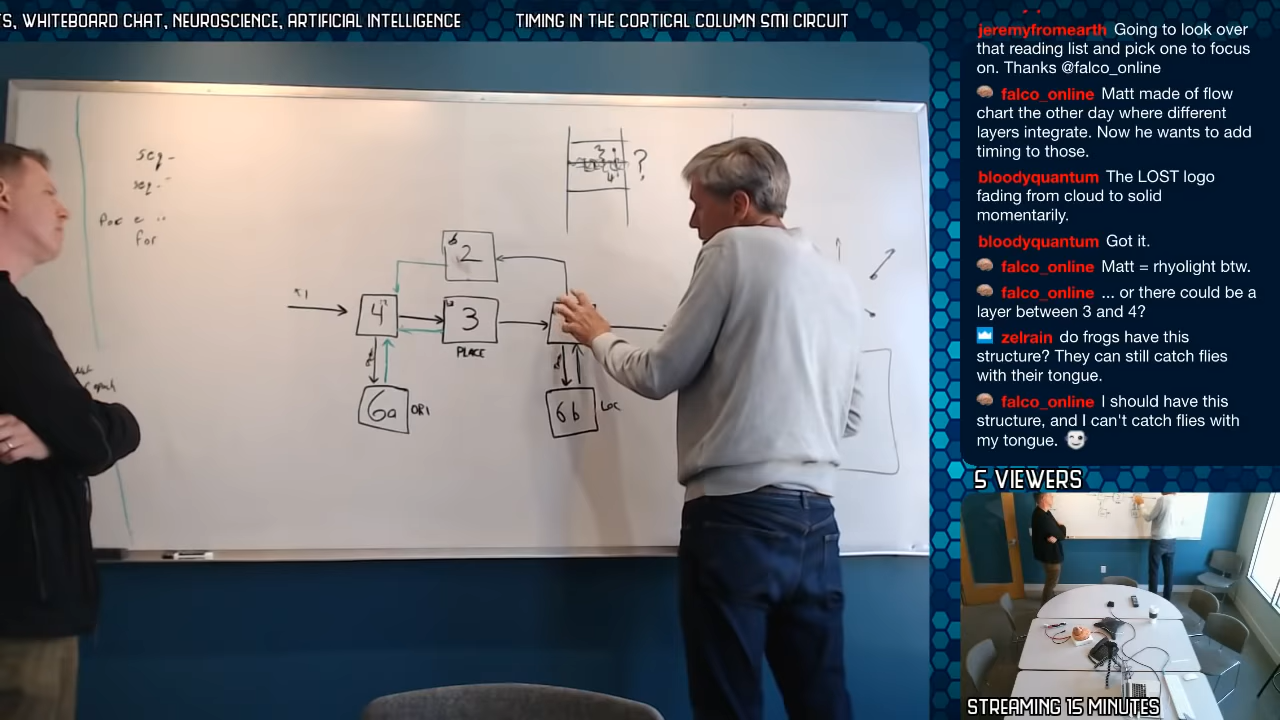 S, WHITEBOARD CHAT, NEUROSCIENCE, ARTIFICIAL INTELLIGENCE
TIMING IN THE CORTICAL COLUMN SMI CIRCUIT
jeremyfromearth Going to look over
that reading list and pick one to focus
on. Thanks @falco_online
falco_online Matt made of flow
chart the other day where different
layers integrate. Now he wants to add
timing to those.
bloodyquantum The LOST logo
fading from cloud to solid
momentarily.
bloodyquantum Got it.
falco_online Matt = rhyolight btw.
falco_online ... or there could be a
layer between 3 and 4?
zelrain do frogs have this
structure? They can still catch flies
with their tongue.
falco_online I should have this
structure, and I can't catch flies with
my tongue.
5 VIEWERS
STREAMING 15 MINUTES
seq-
seq-
for
?
2
4
3
PLACE
6a
ORI
6b
LOC